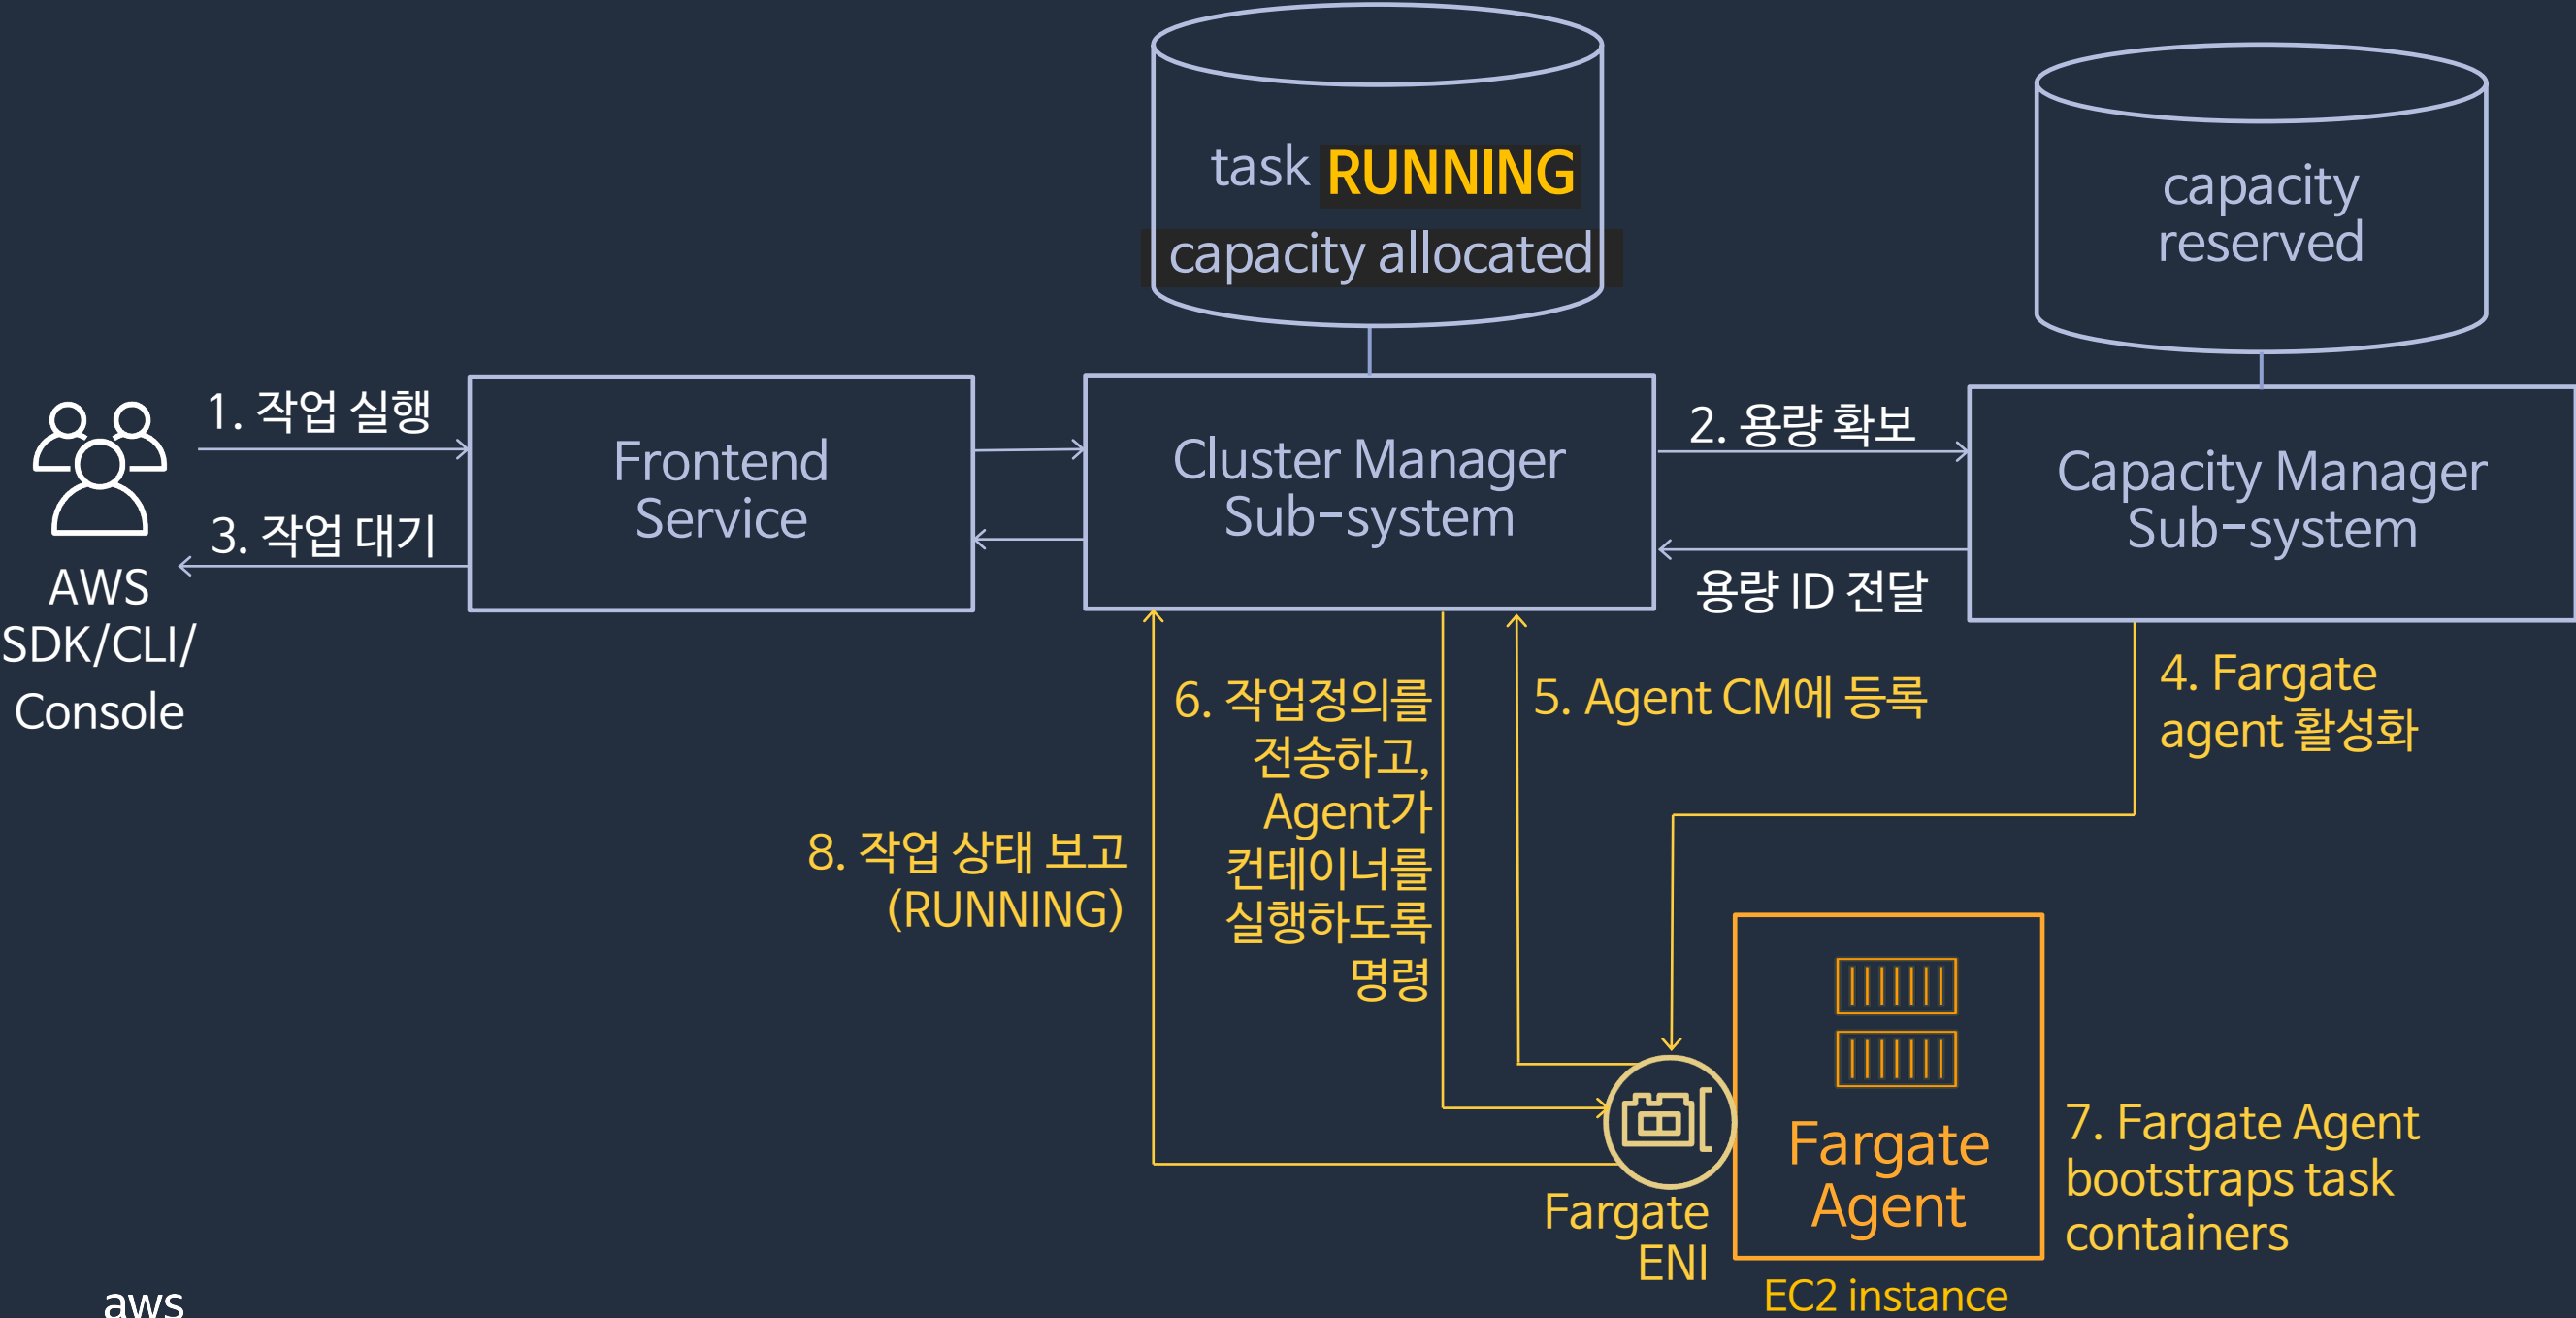 task RUNNING
capacity allocated
capacity
reserved
1. 작업 실행
3. 작업 대기
AWS
SDK/CLI/
Console
Frontend
Service
Cluster Manager
Sub-system
2. 용량 확보
용량 ID 전달
Capacity Manager
Sub-system
4. Fargate
agent 활성화
5. Agent CM에 등록
6. 작업정의를
전송하고,
Agent가
컨테이너를
실행하도록
명령
8. 작업 상태 보고
(RUNNING)
Fargate
ENI
Fargate
Agent
EC2 instance
7. Fargate Agent
bootstraps task
containers
aws